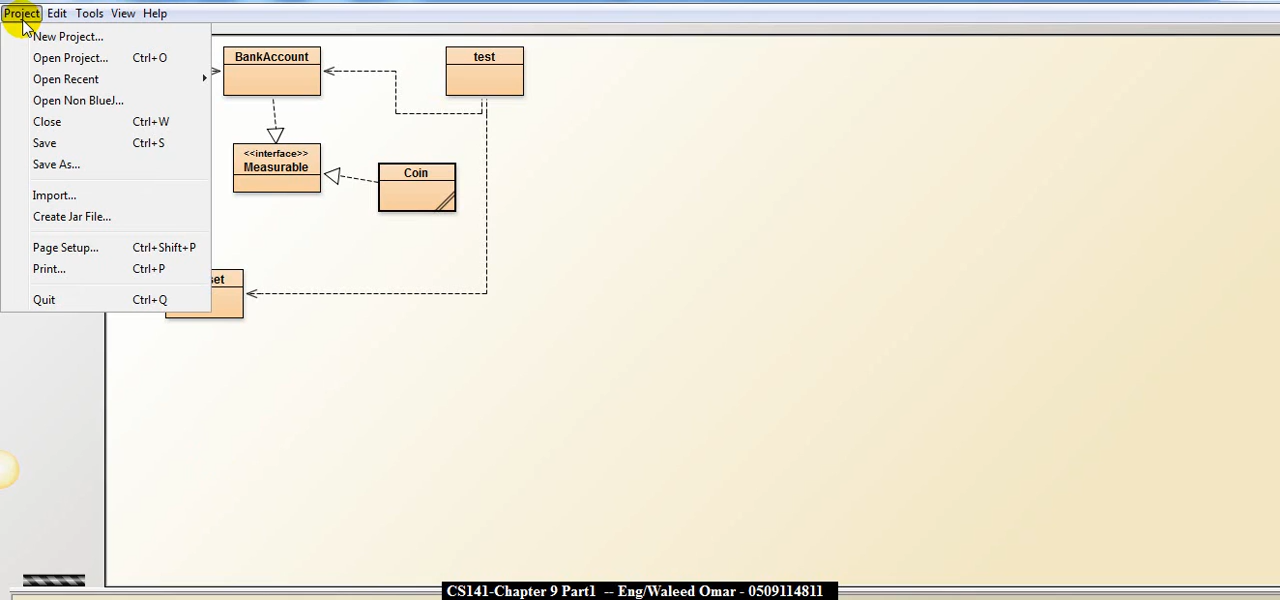 Project Edit Tools View Help
New Project...
Open Project... Ctrl+O
Open Recent
Open Non BlueJ...
Close Ctrl+W
Save Ctrl+S
Save As...
Import...
Create Jar File...
Page Setup... Ctrl+Shift+P
Print... Ctrl+P
Quit Ctrl+Q
BankAccount
test
<<interface>>
Measurable
Coin
set
CS141-Chapter 9 Part1 -- Eng/Waleed Omar - 0509114811